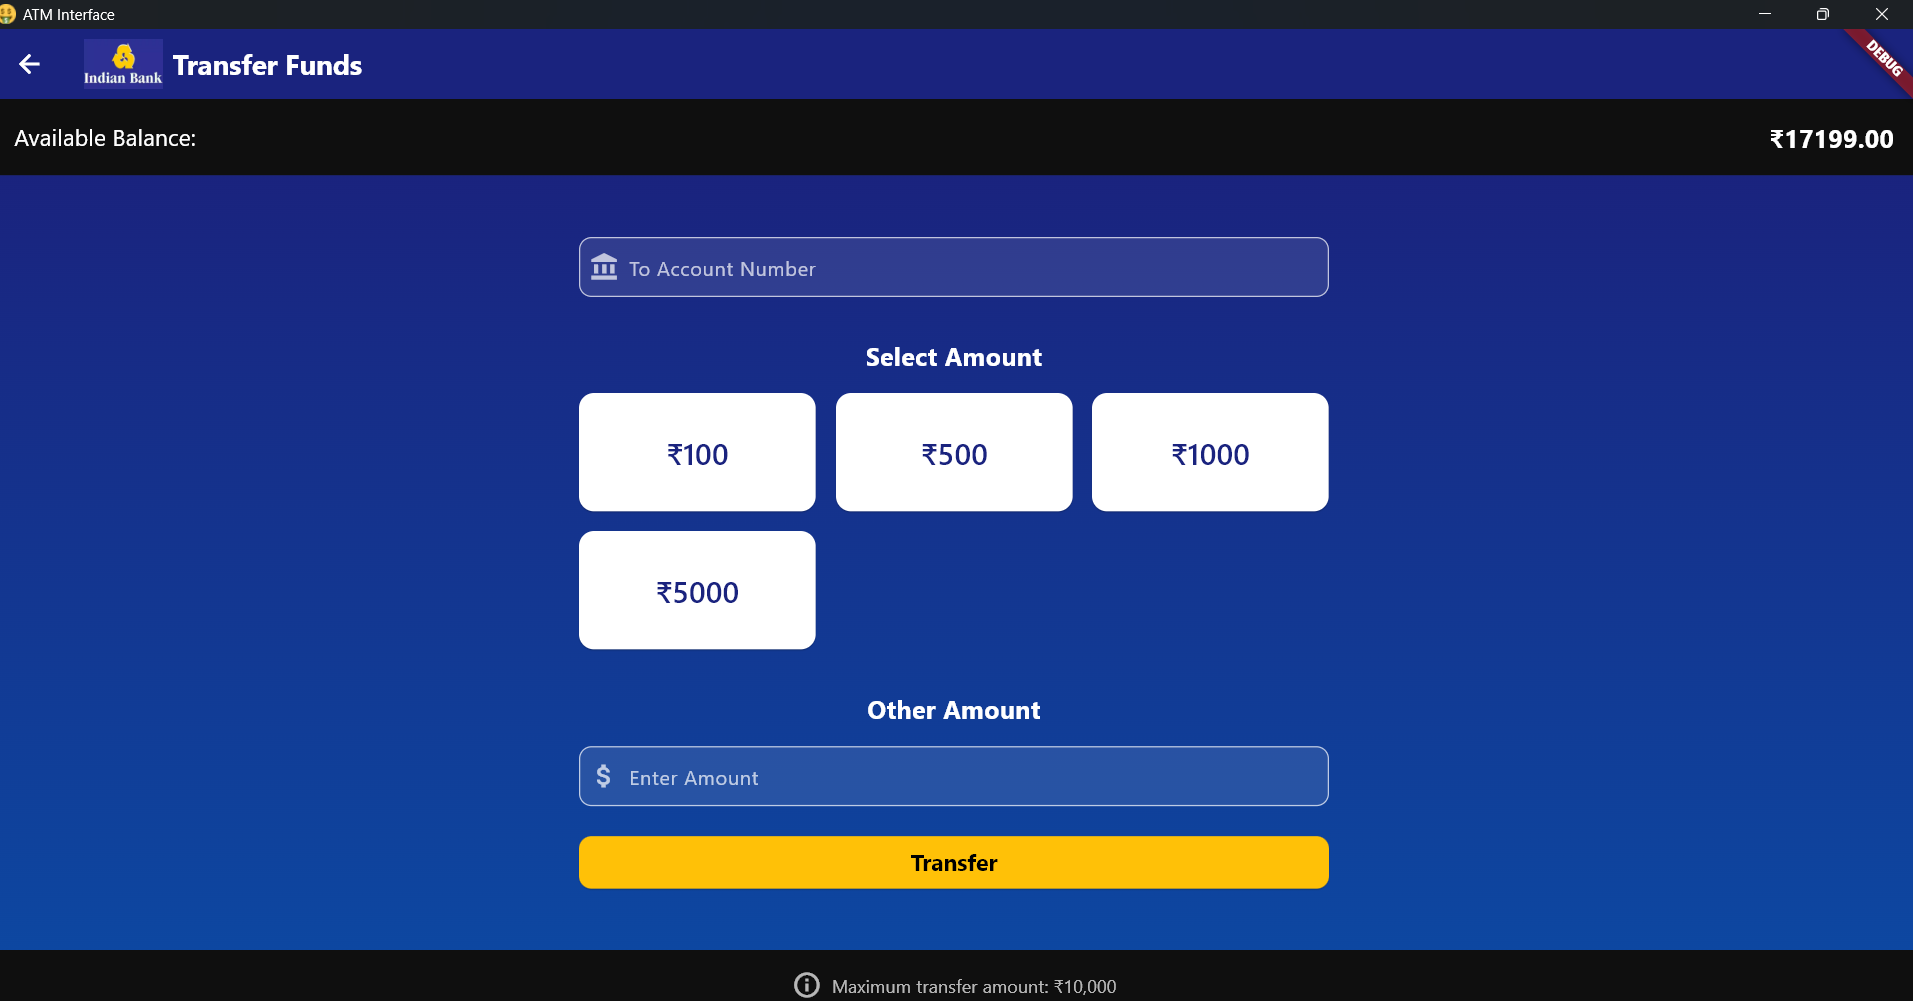 ATM Interface
Indian Bank
Transfer Funds
DEBUG
Available Balance:
₹17199.00
To Account Number
Select Amount
₹100
₹500
₹1000
₹5000
Other Amount
$ Enter Amount
Transfer
Maximum transfer amount: ₹10,000